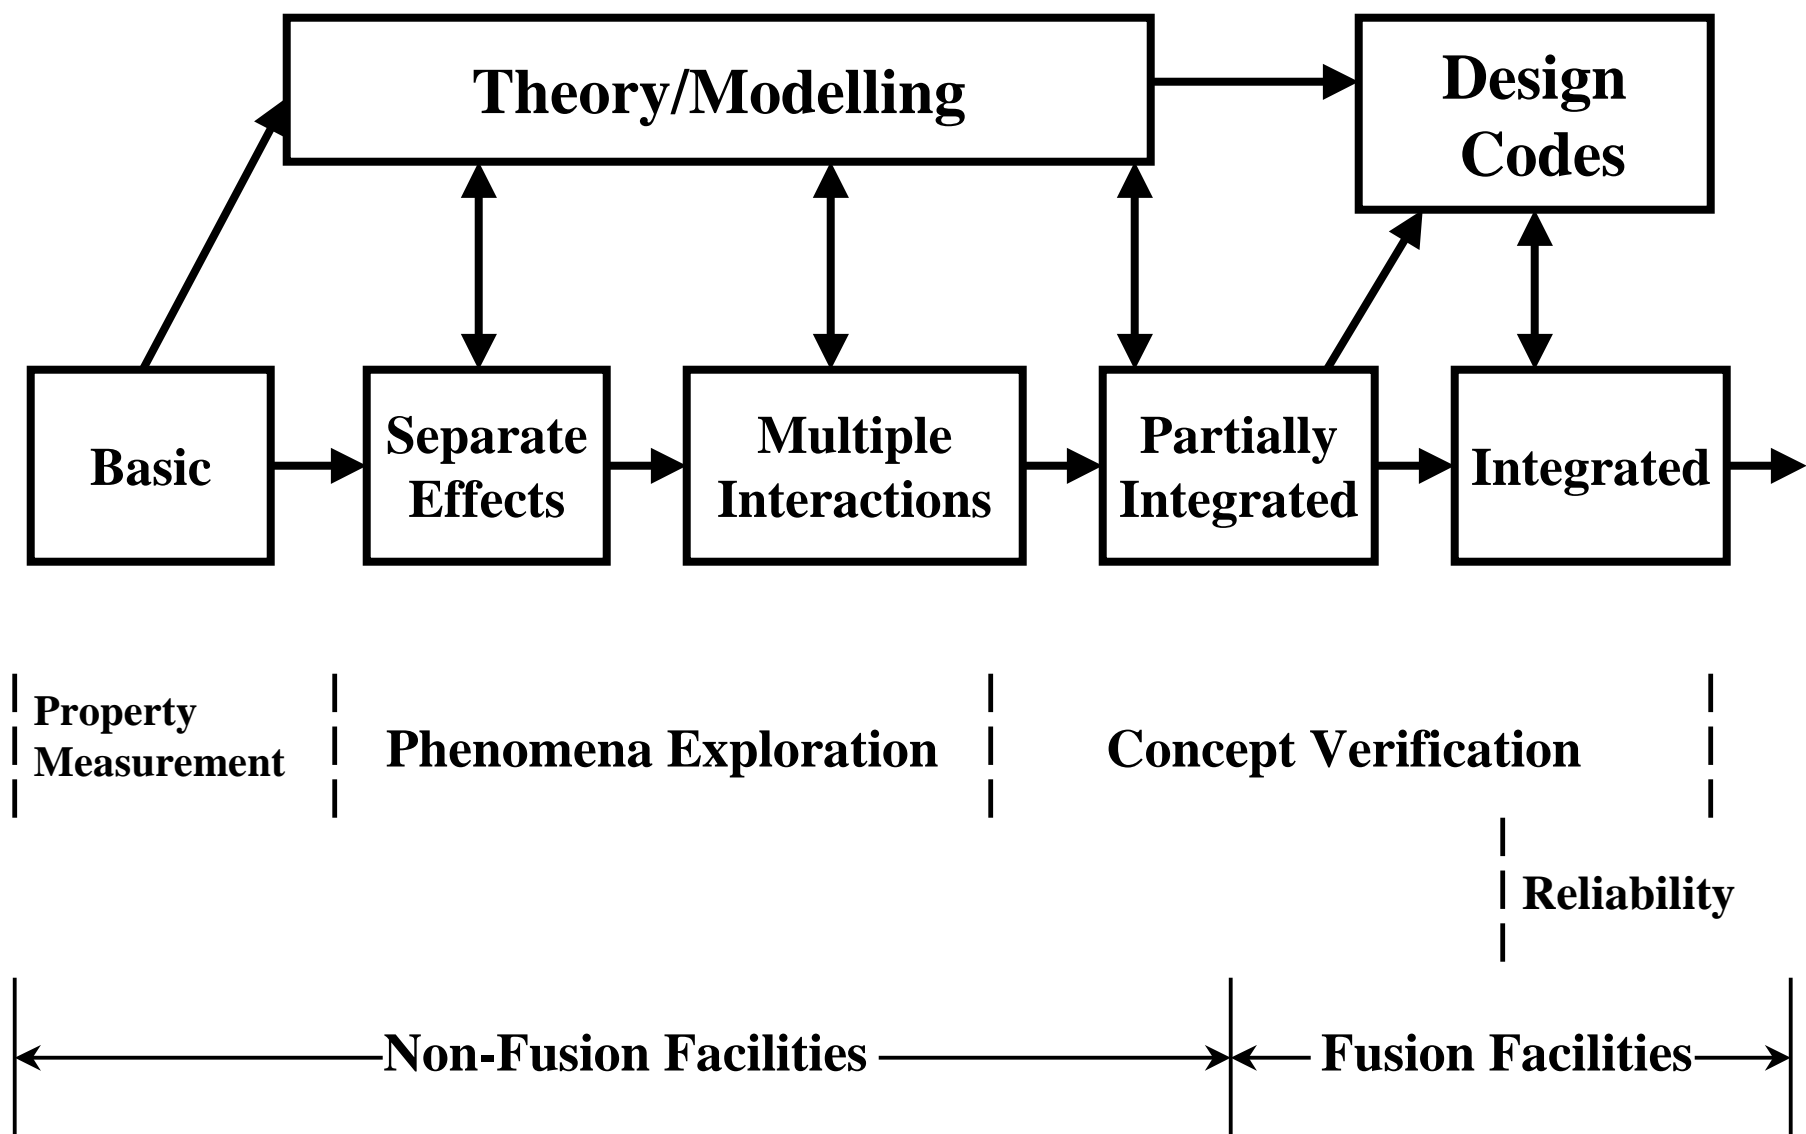 Theory/Modelling
Design
Codes
Basic
Separate
Effects
Multiple
Interactions
Partially
Integrated
Integrated
Property
Measurement
Phenomena Exploration
Concept Verification
Reliability
Non-Fusion Facilities
Fusion Facilities